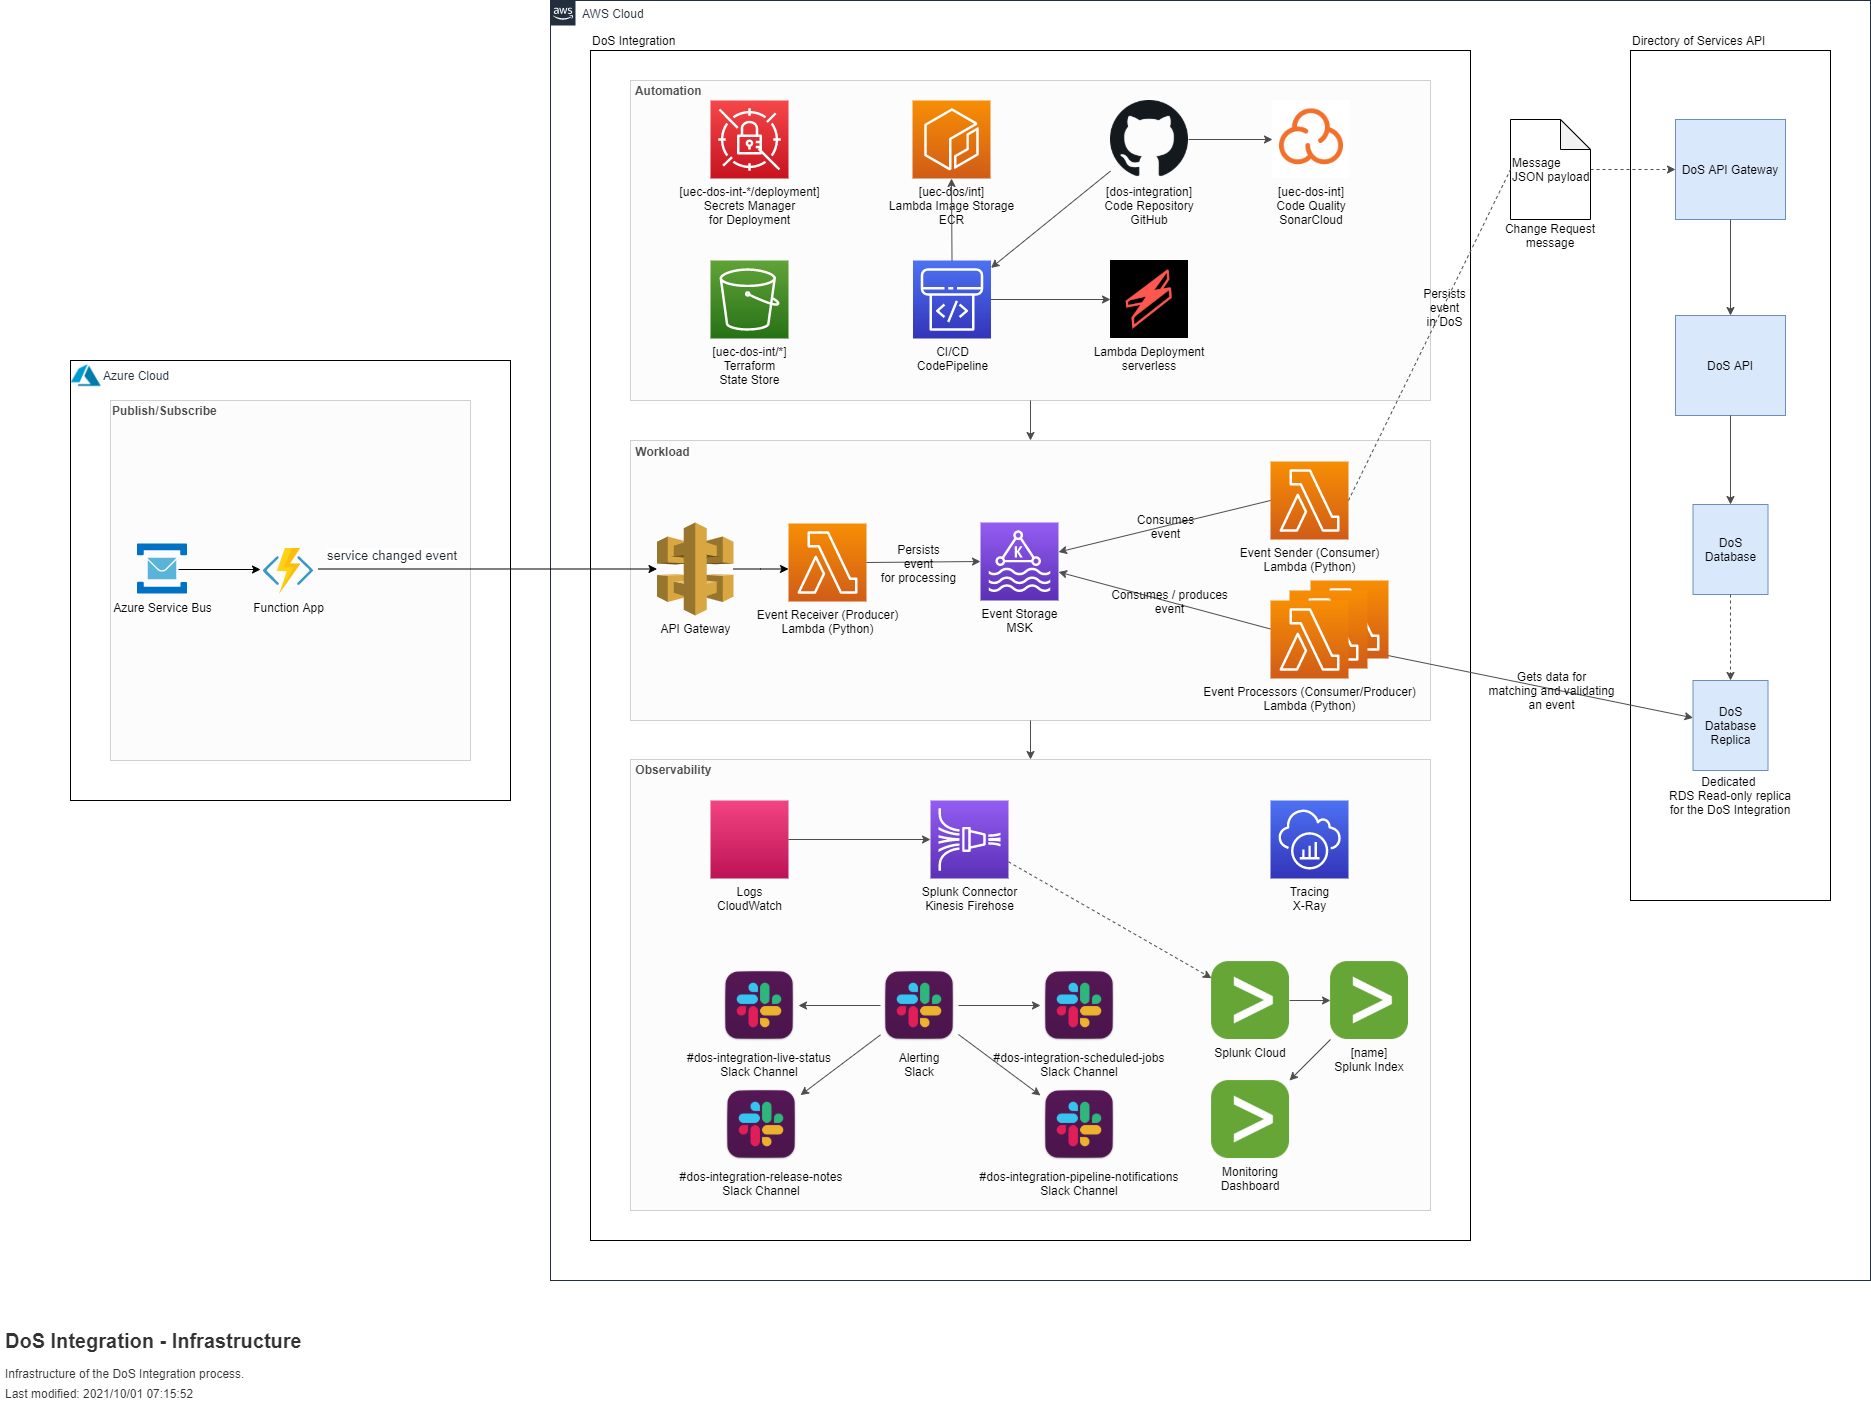 aws
AWS Cloud
DoS Integration
Directory of Services API
Automation
[uec-dos-int-*/deployment]
Secrets Manager
for Deployment
[uec-dos/int]
Lambda Image Storage
ECR
[dos-integration]
Code Repository
GitHub
[uec-dos-int]
Code Quality
SonarCloud
[uec-dos-int/*]
Terraform
State Store
CI/CD
CodePipeline
Lambda Deployment
serverless
Message
JSON payload
Change Request
message
Persists
event
in DoS
DoS API Gateway
DoS API
DoS
Database
DoS
Database
Replica
Dedicated
RDS Read-only replica
for the DoS Integration
Azure Cloud
Publish/Subscribe
Azure Service Bus
Function App
service changed event
Workload
API Gateway
Event Receiver (Producer)
Lambda (Python)
Persists
event
for processing
K
Event Storage
MSK
Consumes
event
Event Sender (Consumer)
Lambda (Python)
Consumes / produces
event
Event Processors (Consumer/Producer)
Lambda (Python)
Gets data for
matching and validating
an event
Observability
Logs
CloudWatch
Splunk Connector
Kinesis Firehose
Tracing
X-Ray
#dos-integration-live-status
Slack Channel
Alerting
Slack
#dos-integration-scheduled-jobs
Slack Channel
Splunk Cloud
[name]
Splunk Index
#dos-integration-release-notes
Slack Channel
#dos-integration-pipeline-notifications
Slack Channel
Monitoring
Dashboard
DoS Integration - Infrastructure
Infrastructure of the DoS Integration process.
Last modified: 2021/10/01 07:15:52